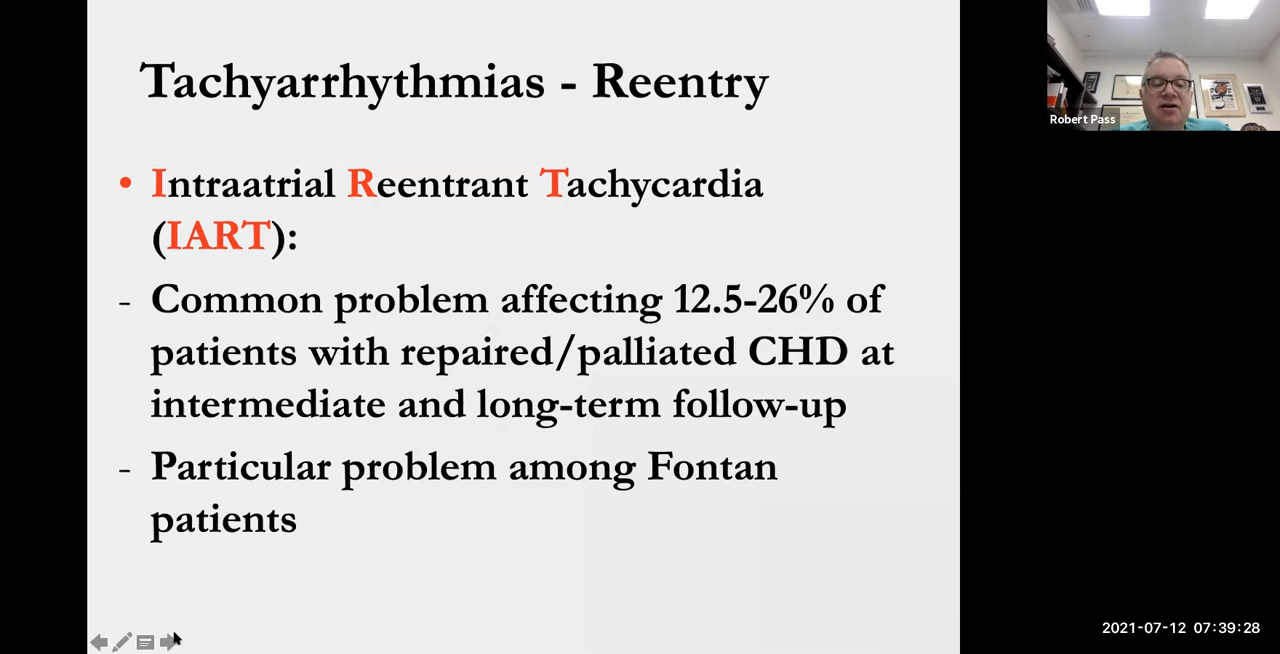 Tachyarrhythmias - Reentry
• Intraatrial Reentrant Tachycardia
(IART):
- Common problem affecting 12.5-26% of
patients with repaired/palliated CHD at
intermediate and long-term follow-up
- Particular problem among Fontan
patients
Robert Pass
2021-07-12 07:39:28